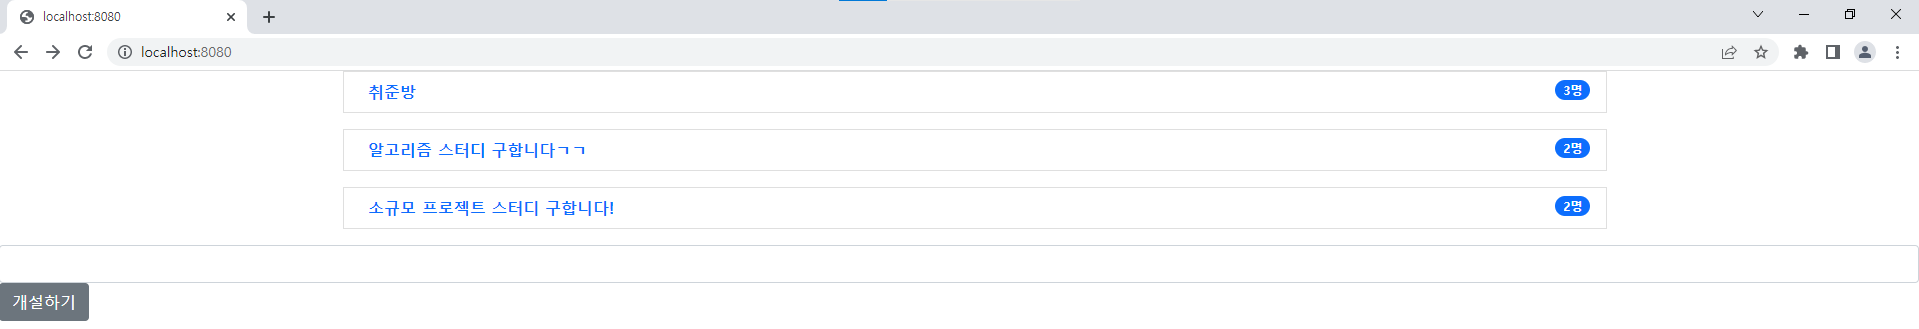 localhost:8080
localhost:8080
취준방 3명
알고리즘 스터디 구합니다ㄱㄱ 2명
소규모 프로젝트 스터디 구합니다! 2명
개설하기